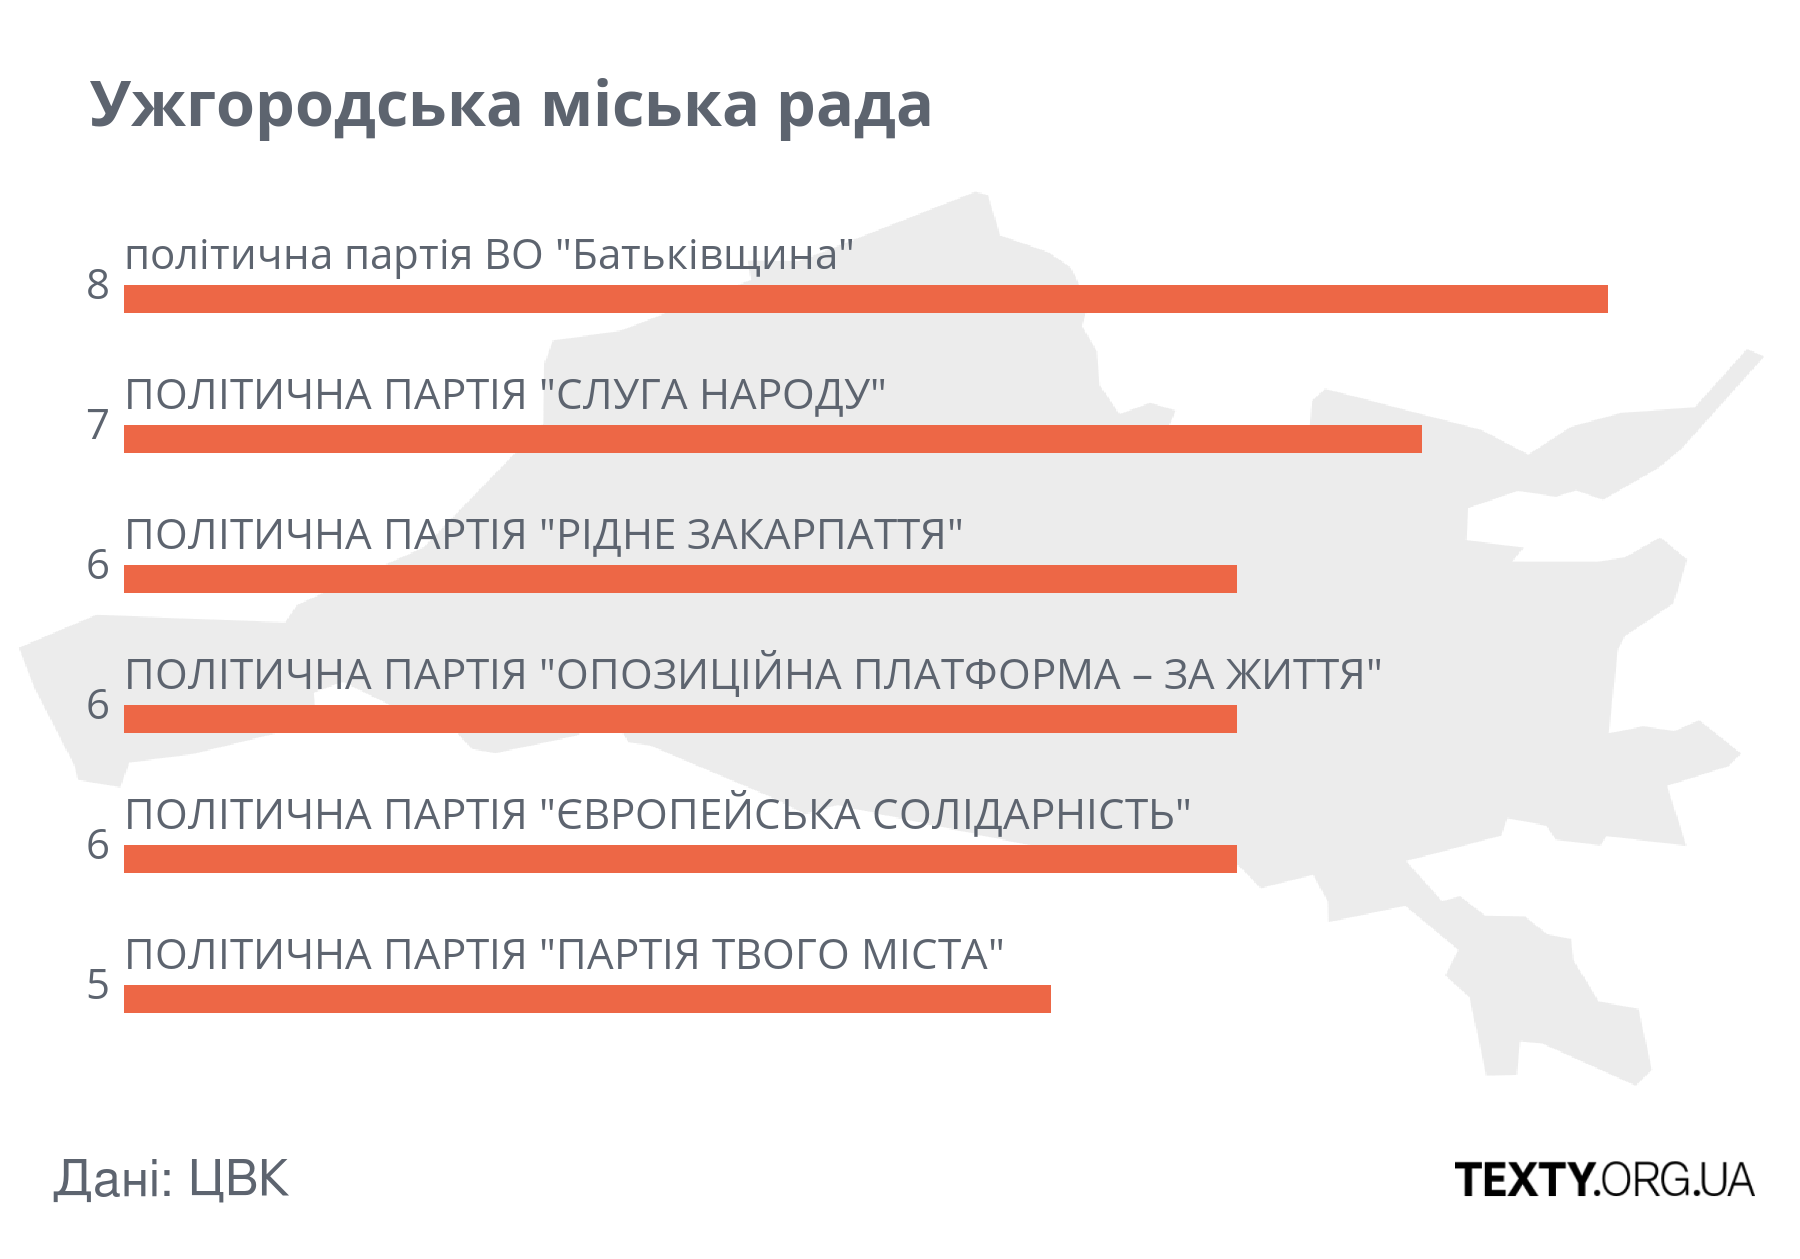 Ужгородська міська рада
політична партія ВО "Батьківщина"
8
ПОЛІТИЧНА ПАРТІЯ "СЛУГА НАРОДУ"
7
ПОЛІТИЧНА ПАРТІЯ "РІДНЕ ЗАКАРПАТТЯ"
6
ПОЛІТИЧНА ПАРТІЯ "ОПОЗИЦІЙНА ПЛАТФОРМА – ЗА ЖИТТЯ"
6
ПОЛІТИЧНА ПАРТІЯ "ЄВРОПЕЙСЬКА СОЛІДАРНІСТЬ"
6
ПОЛІТИЧНА ПАРТІЯ "ПАРТІЯ ТВОГО МІСТА"
5
Дані: ЦВК
TEXTY.ORG.UA